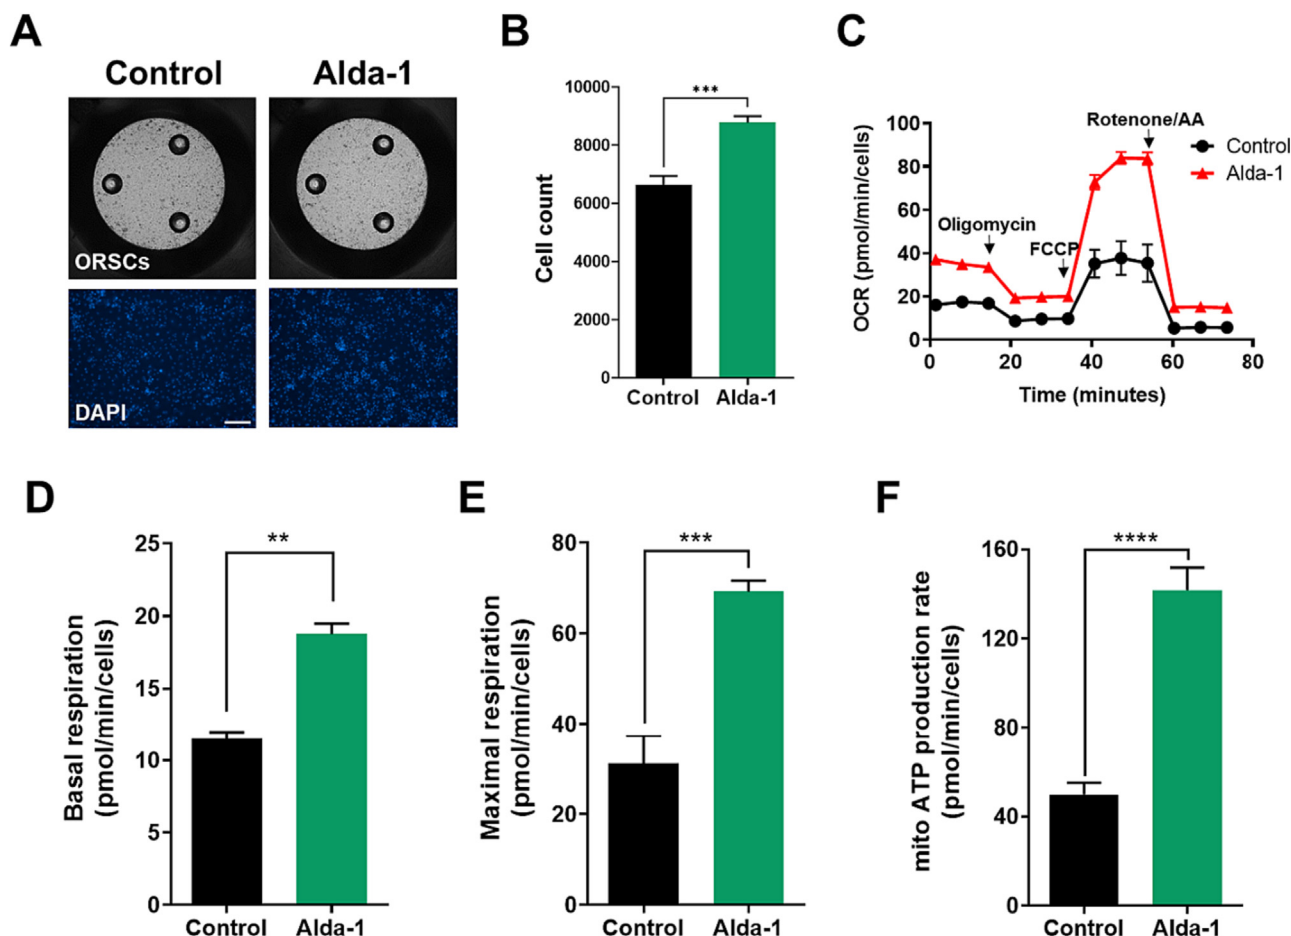 A
Control
Alda-1
ORSCs
DAPI
B
Cell count
10000
8000
6000
4000
2000
0
***
Control
Alda-1
C
OCR (pmol/min/cells)
100
80
60
40
20
0
Oligomycin
FCCP
Rotenone/AA
Control
Alda-1
0
20
40
60
80
Time (minutes)
D
Basal respiration
(pmol/min/cells)
25
20
15
10
5
0
**
Control
Alda-1
E
Maximal respiration
(pmol/min/cells)
80
60
40
20
0
***
Control
Alda-1
F
mito ATP production rate
(pmol/min/cells)
160
120
80
40
0
****
Control
Alda-1